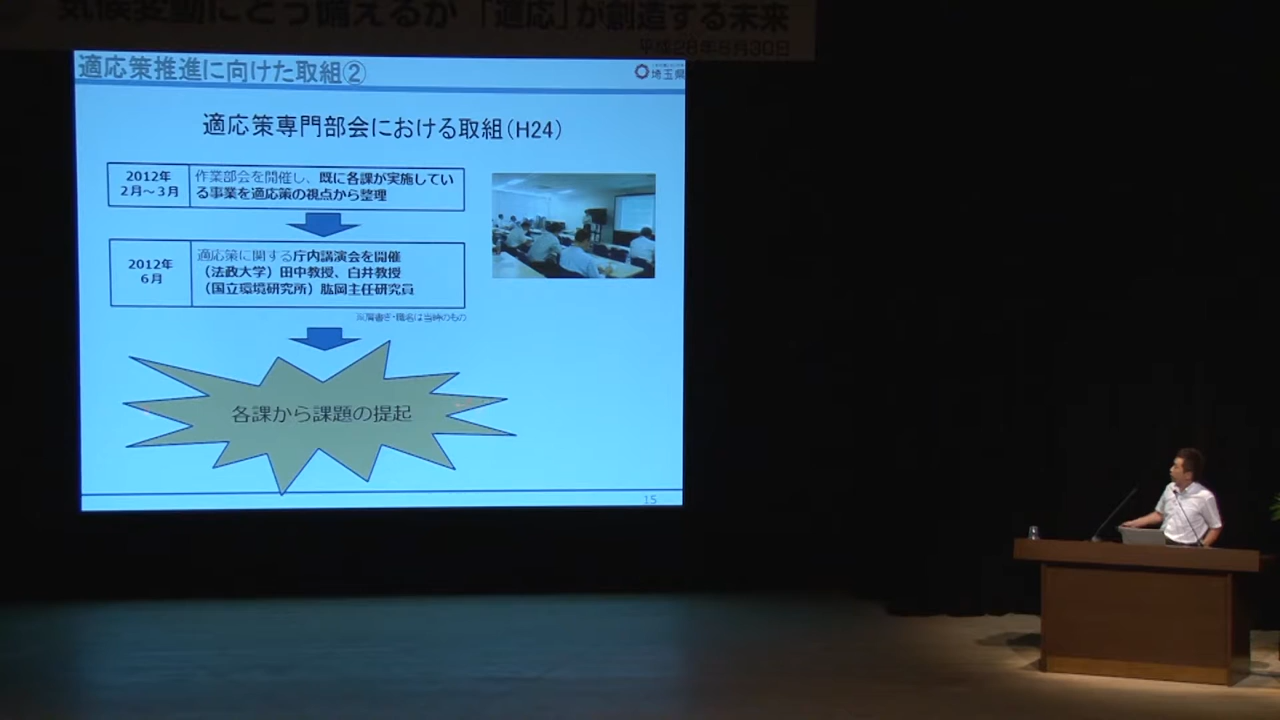 気候変動にどう備えるか 「適応」が創造する未来
平成28年8月30日
適応策推進に向けた取組②
埼玉県
適応策専門部会における取組(H24)
2012年
2月~3月
作業部会を開催し、既に各課が実施してい
る事業を適応策の視点から整理
2012年
6月
適応策に関する庁内講演会を開催
(法政大学)田中教授、白井教授
(国立環境研究所)肱岡主任研究員
※肩書き・職名は当時のもの
各課から課題の提起
15